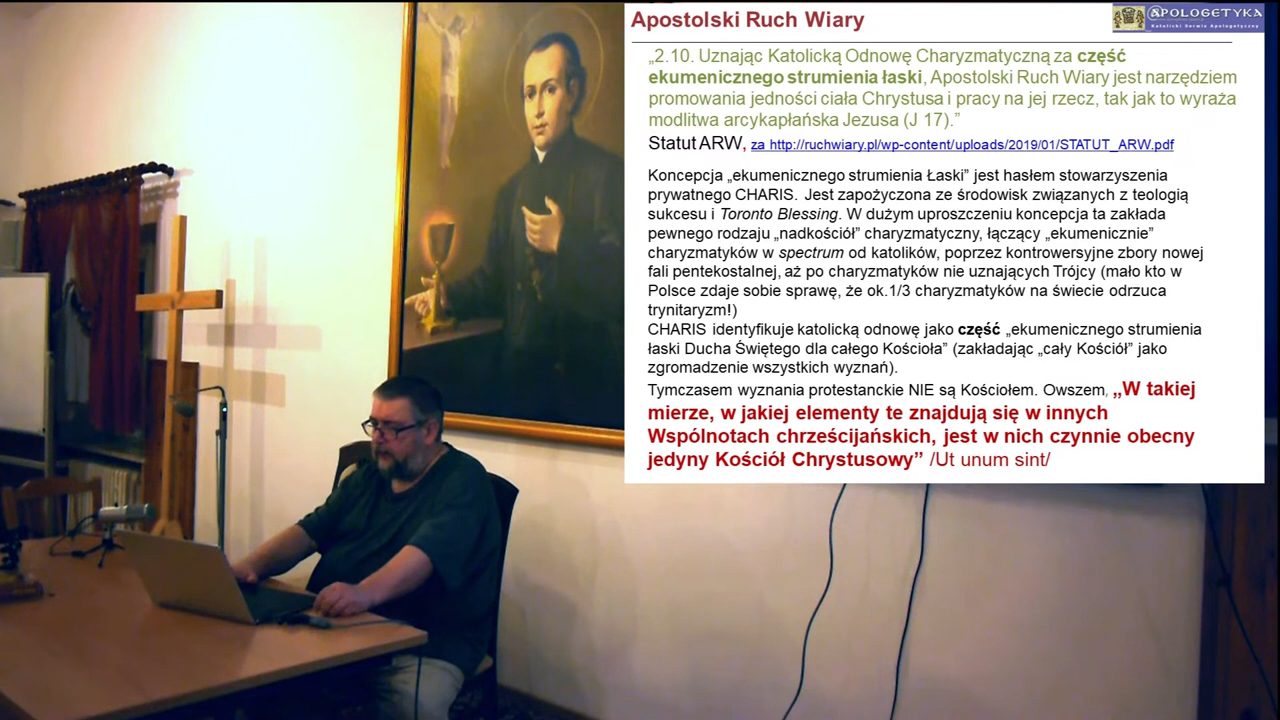 Apostolski Ruch Wiary
APOLOGETYKA
Katolicki Serwis Apologetyczny
„2.10. Uznając Katolicką Odnowę Charyzmatyczną za część
ekumenicznego strumienia łaski, Apostolski Ruch Wiary jest narzędziem
promowania jedności ciała Chrystusa i pracy na jej rzecz, tak jak to wyraża
modlitwa arcykapłańska Jezusa (J 17).”
Statut ARW, za http://ruchwiary.pl/wp-content/uploads/2019/01/STATUT_ARW.pdf
Koncepcja „ekumenicznego strumienia Łaski” jest hasłem stowarzyszenia
prywatnego CHARIS. Jest zapożyczona ze środowisk związanych z teologią
sukcesu i Toronto Blessing. W dużym uproszczeniu koncepcja ta zakłada
pewnego rodzaju „nadkościół” charyzmatyczny, łączący „ekumenicznie”
charyzmatyków w spectrum od katolików, poprzez kontrowersyjne zbory nowej
fali pentekostalnej, aż po charyzmatyków nie uznających Trójcy (mało kto w
Polsce zdaje sobie sprawę, że ok.1/3 charyzmatyków na świecie odrzuca
trynitaryzm!)
CHARIS identyfikuje katolicką odnowę jako część „ekumenicznego strumienia
łaski Ducha Świętego dla całego Kościoła” (zakładając „cały Kościół” jako
zgromadzenie wszystkich wyznań).
Tymczasem wyznania protestanckie NIE są Kościołem. Owszem, „W takiej
mierze, w jakiej elementy te znajdują się w innych
Wspólnotach chrześcijańskich, jest w nich czynnie obecny
jedyny Kościół Chrystusowy” /Ut unum sint/